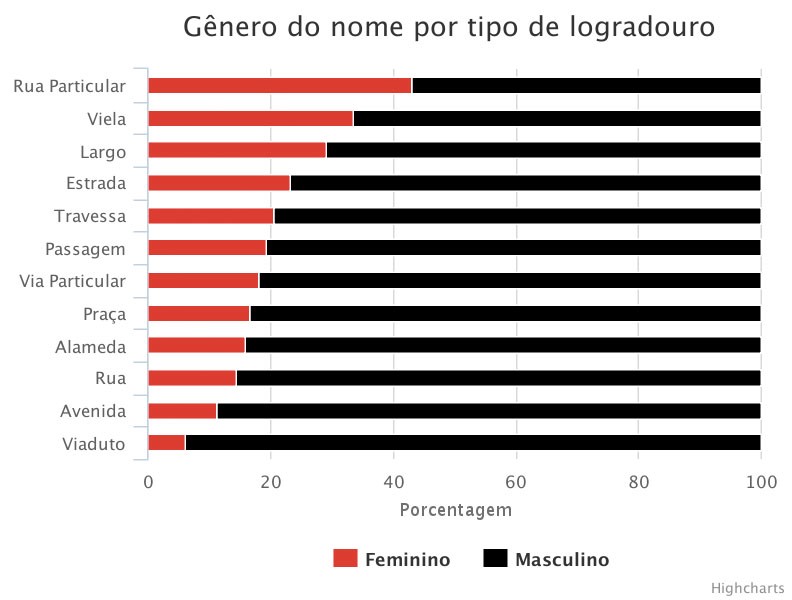 Gênero do nome por tipo de logradouro
Rua Particular
Viela
Largo
Estrada
Travessa
Passagem
Via Particular
Praça
Alameda
Rua
Avenida
Viaduto
0 20 40 60 80 100
Porcentagem
Feminino Masculino
Highcharts